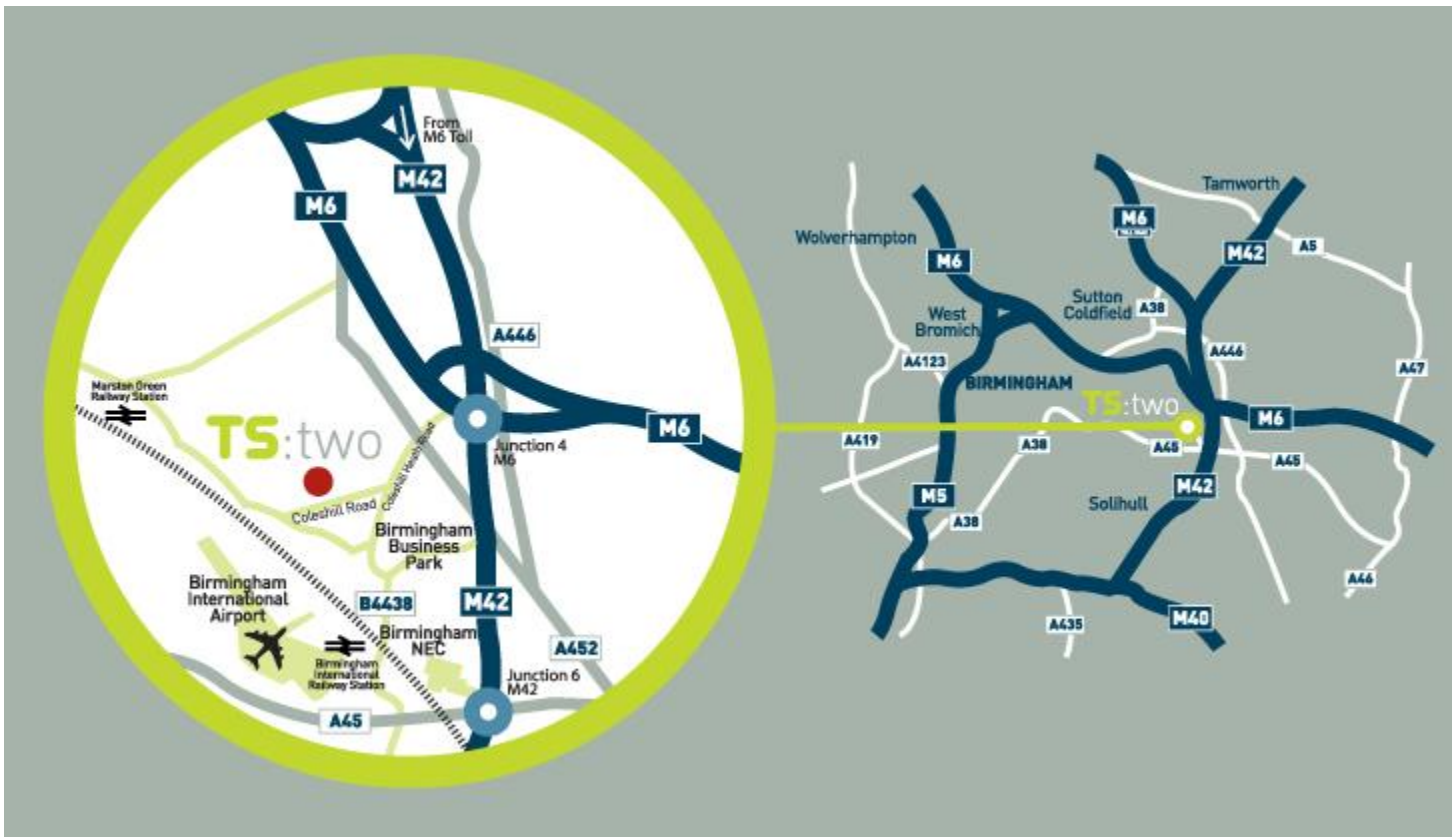 From
M6 Toll
M42
M6
A446
Marston Green
Railway Station
TS:two
Junction 4
M6
M6
Coleshill Heath Road
Coleshill Road
Birmingham
Business
Park
Birmingham
International
Airport
B4438
M42
Birmingham
NEC
A452
Birmingham
International
Railway Station
Junction 6
M42
A45
Tamworth
M6
Wolverhampton
A5
M42
M6
Sutton
Coldfield
A38
West
Bromich
A446
A4123
A47
BIRMINGHAM
TS:two
M6
A419
A38
A45
A45
M42
M5
Solihull
A38
A46
A435
M40